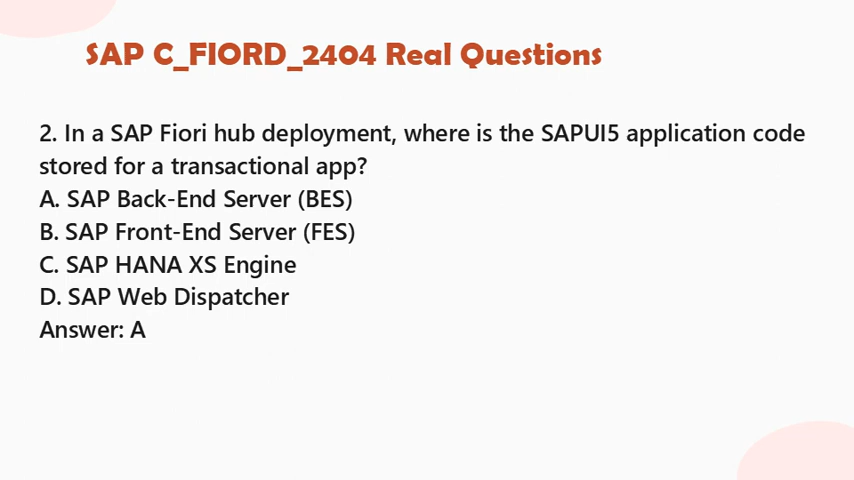 SAP C_FIORD_2404 Real Questions
2. In a SAP Fiori hub deployment, where is the SAPUI5 application code
stored for a transactional app?
A. SAP Back-End Server (BES)
B. SAP Front-End Server (FES)
C. SAP HANA XS Engine
D. SAP Web Dispatcher
Answer: A